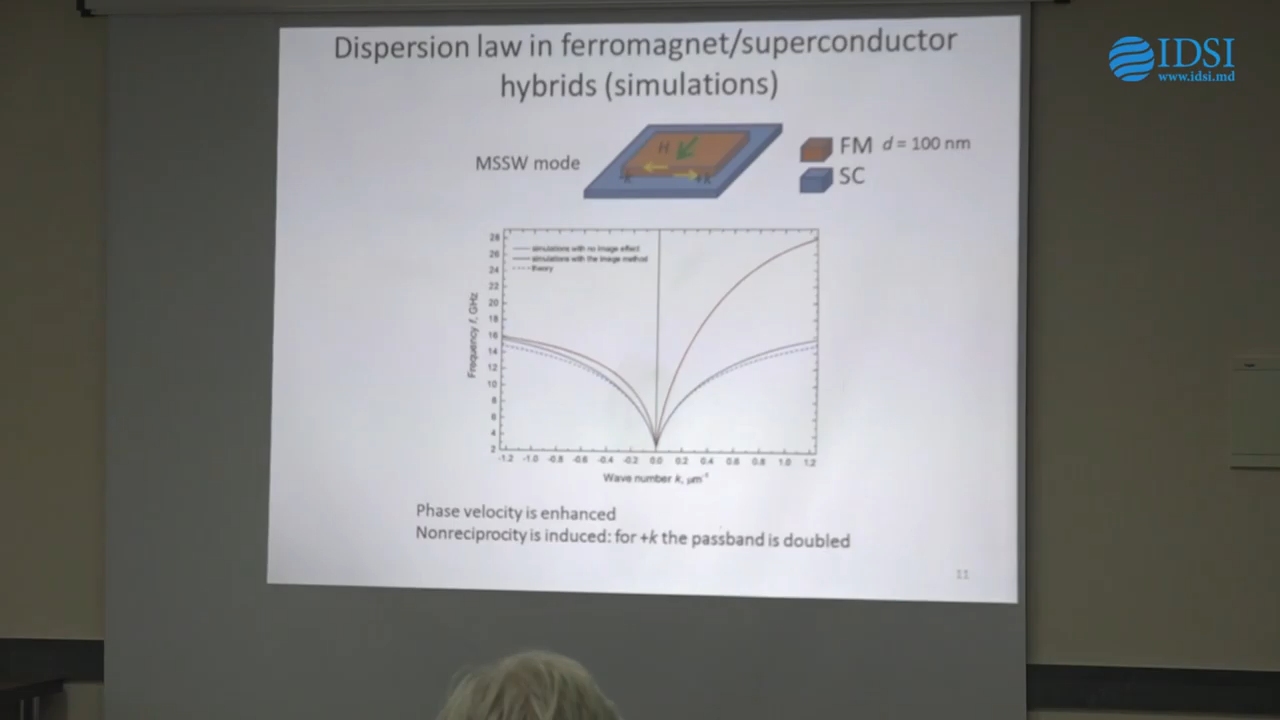 IDSI
www.idsi.md
Dispersion law in ferromagnet/superconductor
hybrids (simulations)
MSSW mode
H
-k
+k
FM d = 100 nm
SC
simulations with no image effect
simulations with the image method
theory
Frequency f, GHz
28
26
24
22
20
18
16
14
12
10
8
6
4
2
-1.2 -1.0 -0.8 -0.6 -0.4 -0.2 0.0 0.2 0.4 0.6 0.8 1.0 1.2
Wave number k, μm⁻¹
Phase velocity is enhanced
Nonreciprocity is induced: for +k the passband is doubled
11